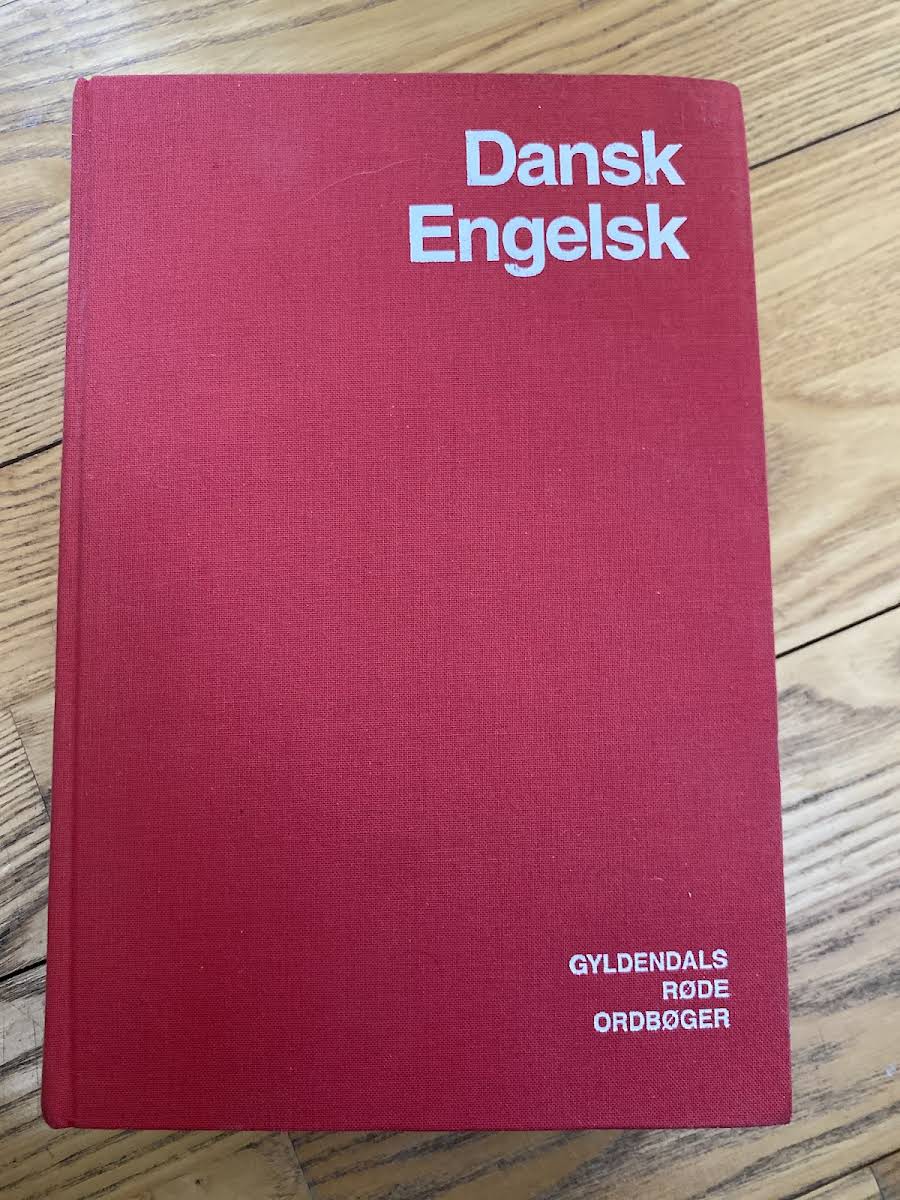 Dansk
Engelsk
GYLDENDALS
RØDE
ORDBØGER